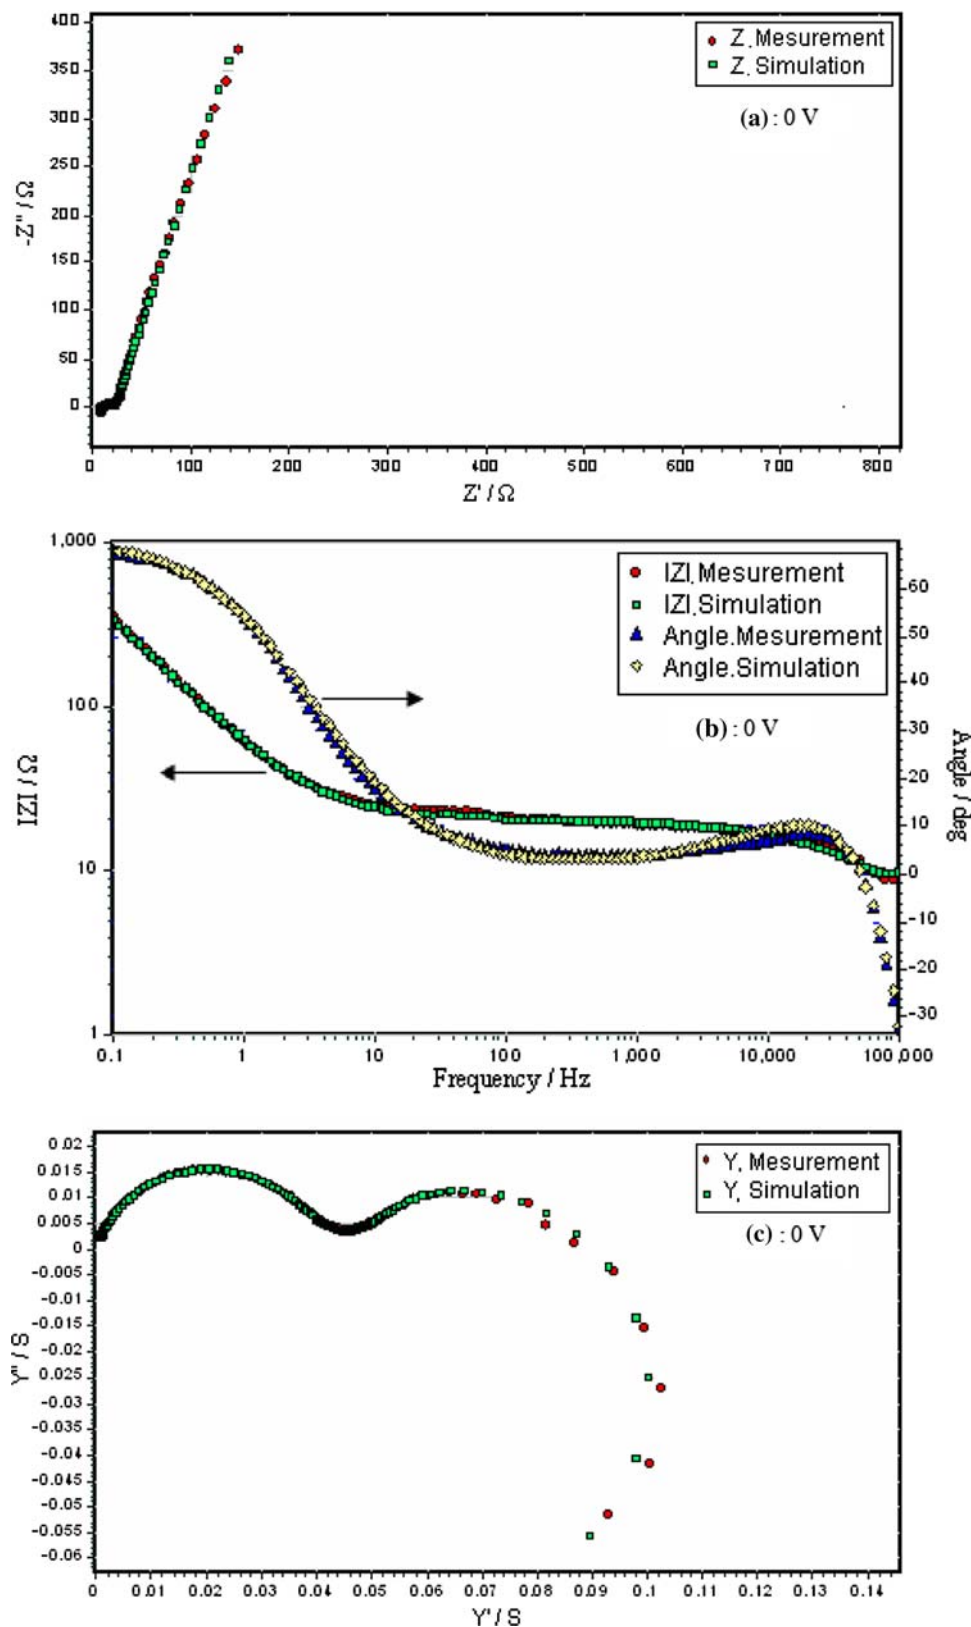 400
350
300
250
200
150
100
50
0
-Z" / Ω
Z. Mesurement
Z. Simulation
(a) : 0 V
0 100 200 300 400 500 600 700 800
Z' / Ω
1,000
100
10
1
IZI / Ω
IZI. Mesurement
IZI. Simulation
Angle. Mesurement
Angle. Simulation
(b) : 0 V
60
50
40
30
20
10
0
-10
-20
-30
Angle / deg
0.1 1 10 100 1,000 10,000 100,000
Frequency / Hz
0.02
0.015
0.01
0.005
0
-0.005
-0.01
-0.015
-0.02
-0.025
-0.03
-0.035
-0.04
-0.045
-0.05
-0.055
-0.06
Y" / S
Y, Mesurement
Y, Simulation
(c) : 0 V
0 0.01 0.02 0.03 0.04 0.05 0.06 0.07 0.08 0.09 0.1 0.11 0.12 0.13 0.14
Y' / S